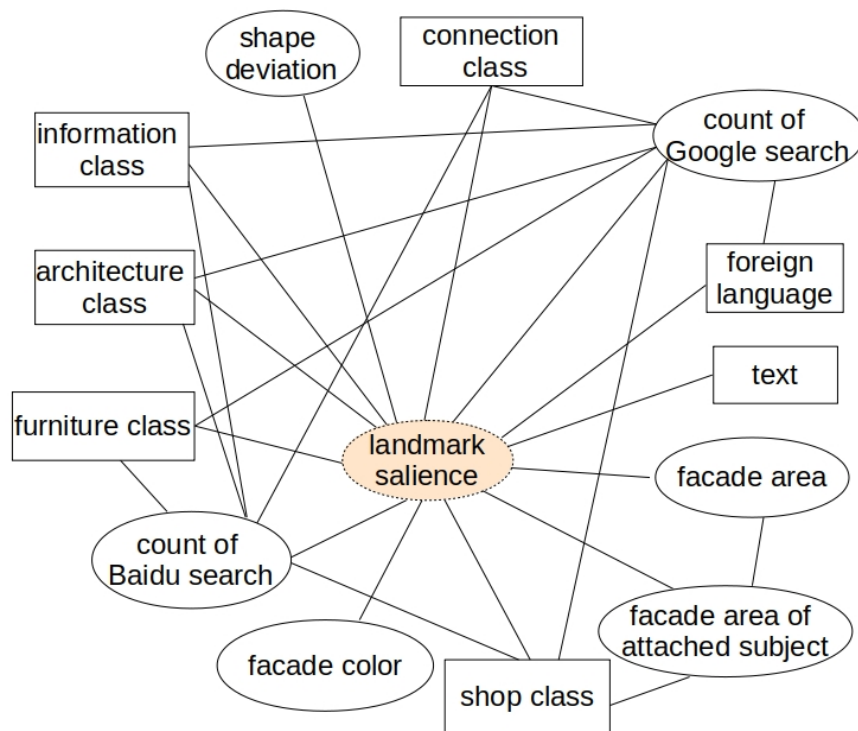 shape
deviation
connection
class
information
class
count of
Google search
architecture
class
foreign
language
text
furniture class
landmark
salience
facade area
count of
Baidu search
facade area of
attached subject
facade color
shop class